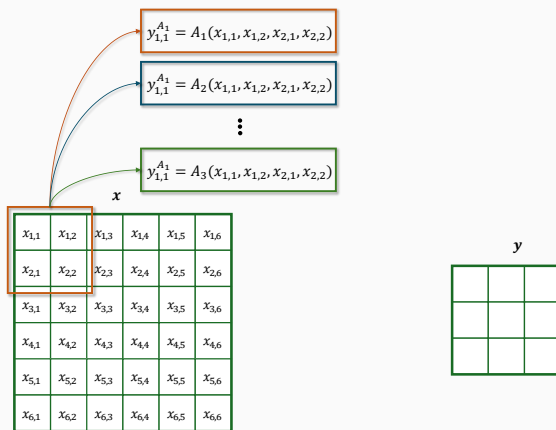 y_{1,1}^{A_1} = A_1(x_{1,1}, x_{1,2}, x_{2,1}, x_{2,2})
y_{1,1}^{A_1} = A_2(x_{1,1}, x_{1,2}, x_{2,1}, x_{2,2})
⋮
y_{1,1}^{A_1} = A_3(x_{1,1}, x_{1,2}, x_{2,1}, x_{2,2})
x
x_{1,1} x_{1,2} x_{1,3} x_{1,4} x_{1,5} x_{1,6}
x_{2,1} x_{2,2} x_{2,3} x_{2,4} x_{2,5} x_{2,6}
x_{3,1} x_{3,2} x_{3,3} x_{3,4} x_{3,5} x_{3,6}
x_{4,1} x_{4,2} x_{4,3} x_{4,4} x_{4,5} x_{4,6}
x_{5,1} x_{5,2} x_{5,3} x_{5,4} x_{5,5} x_{5,6}
x_{6,1} x_{6,2} x_{6,3} x_{6,4} x_{6,5} x_{6,6}
y